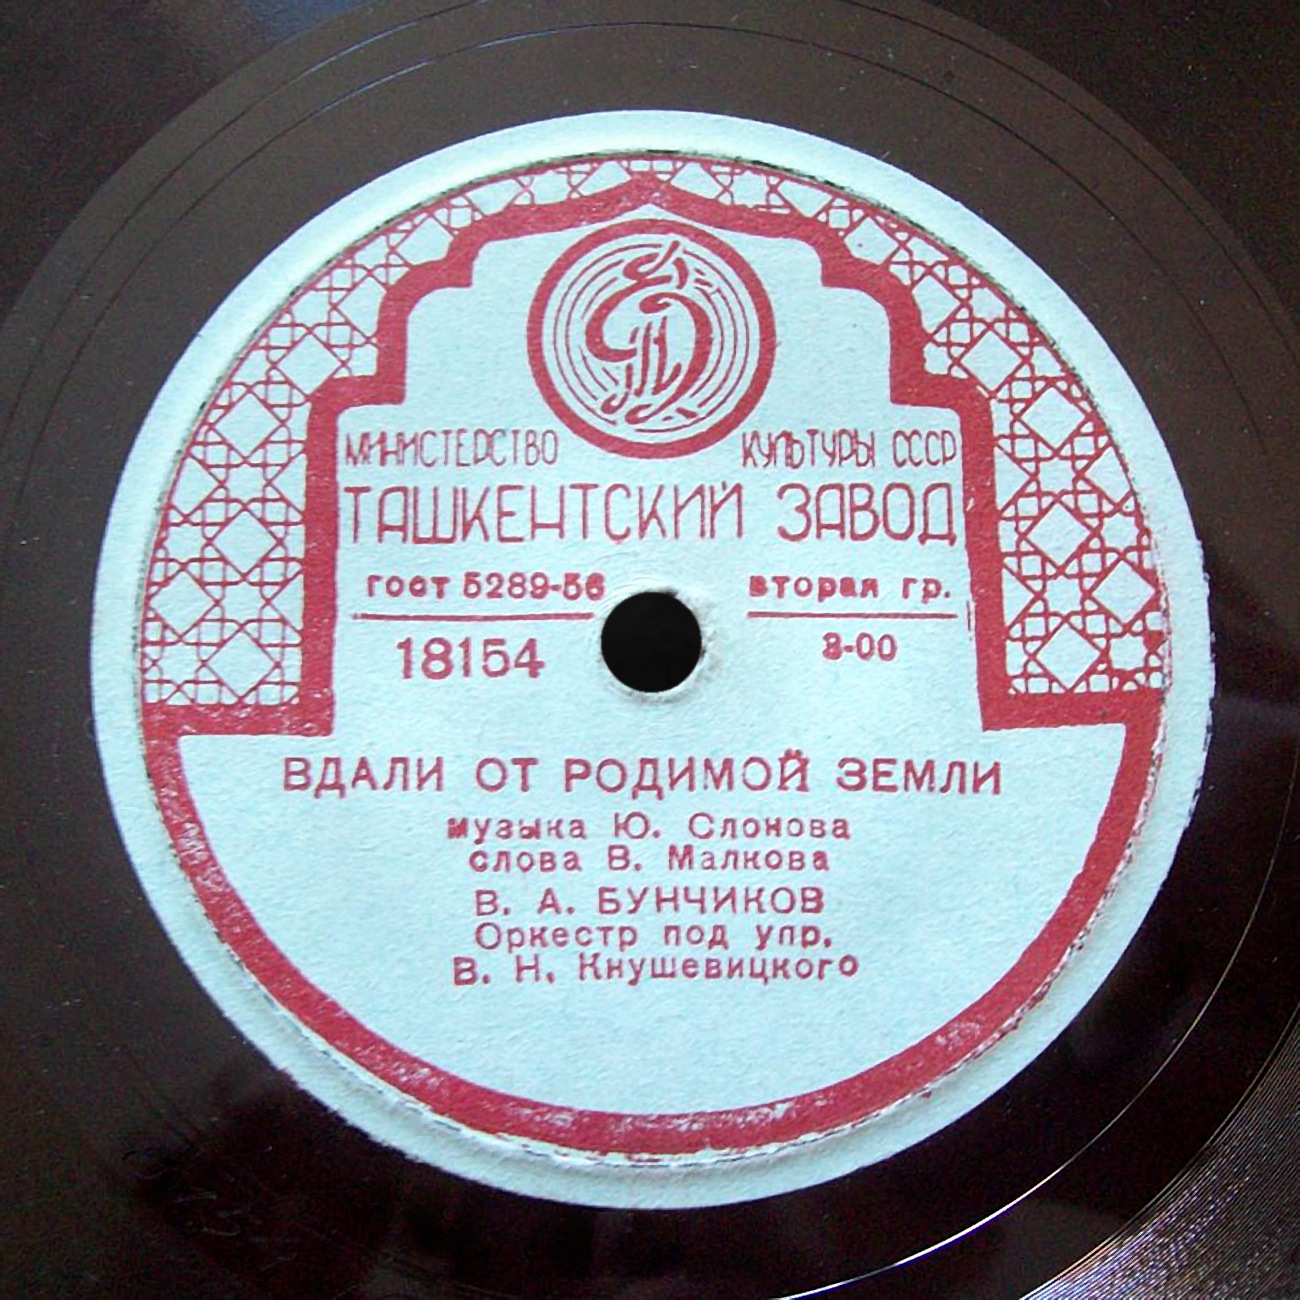 МИНИСТЕРСТВО КУЛЬТУРЫ СССР
ТАШКЕНТСКИЙ ЗАВОД
гост 5289-56 вторая гр.
18154 8-00
ВДАЛИ ОТ РОДИМОЙ ЗЕМЛИ
музыка Ю. Слонова
слова В. Малкова
В. А. БУНЧИКОВ
Оркестр под упр.
В. Н. Кнушевицкого